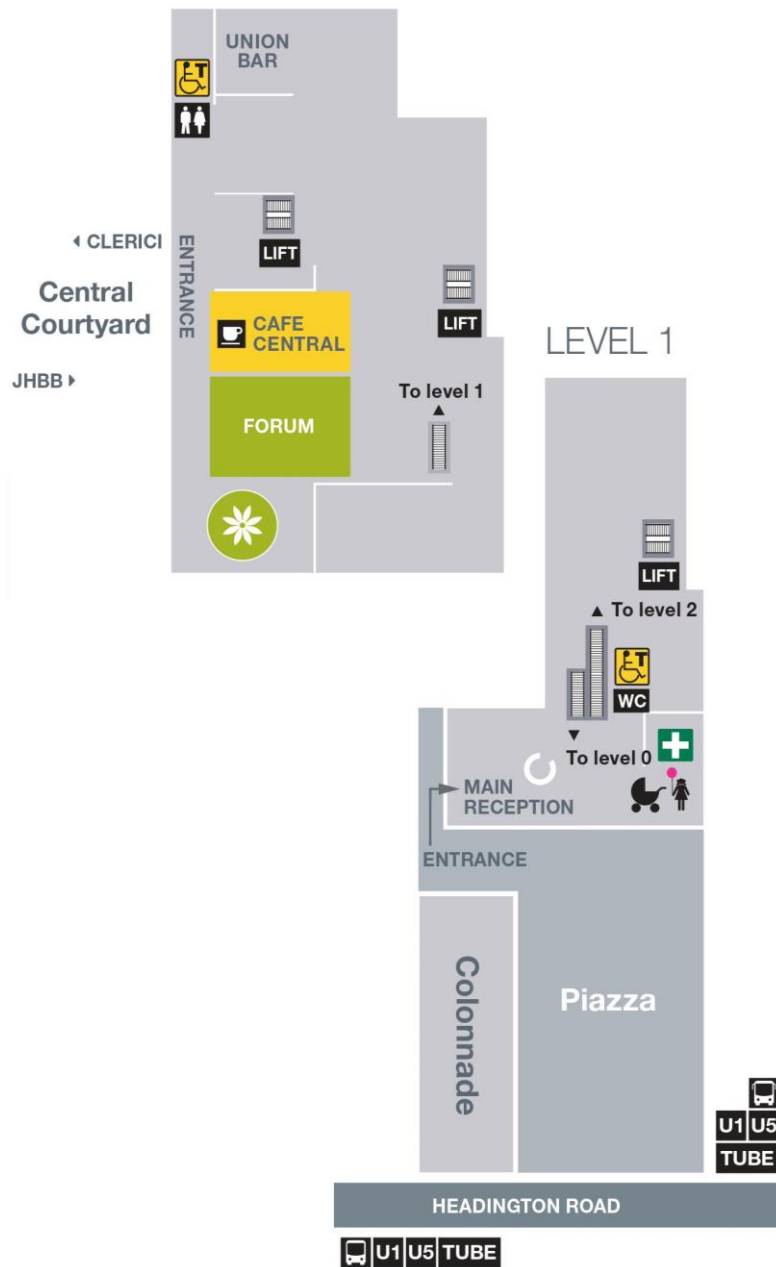 UNION
BAR
T
◂ CLERICI
ENTRANCE
LIFT
Central
Courtyard
CAFE
CENTRAL
LIFT
JHBB ▸
To level 1
▲
FORUM
LEVEL 1
LIFT
▲ To level 2
T
WC
▼
To level 0
MAIN
RECEPTION
ENTRANCE
Colonnade
Piazza
U1 U5
TUBE
HEADINGTON ROAD
U1 U5 TUBE